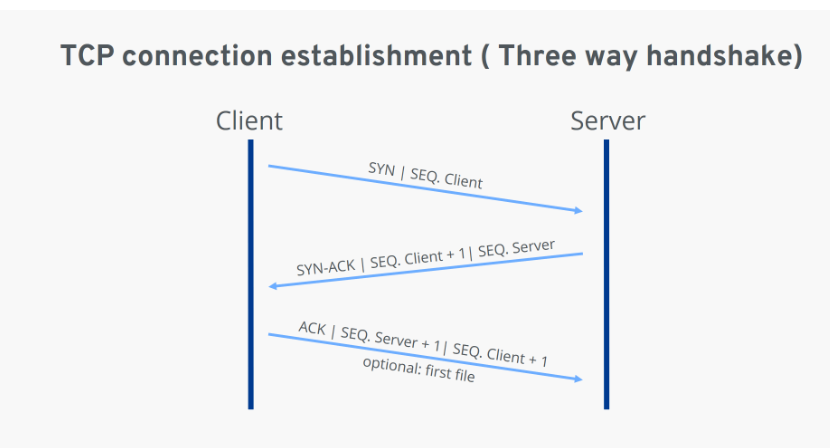 TCP connection establishment ( Three way handshake)
Client
Server
SYN | SEQ. Client
SYN-ACK | SEQ. Client + 1| SEQ. Server
ACK | SEQ. Server + 1| SEQ. Client + 1
optional: first file